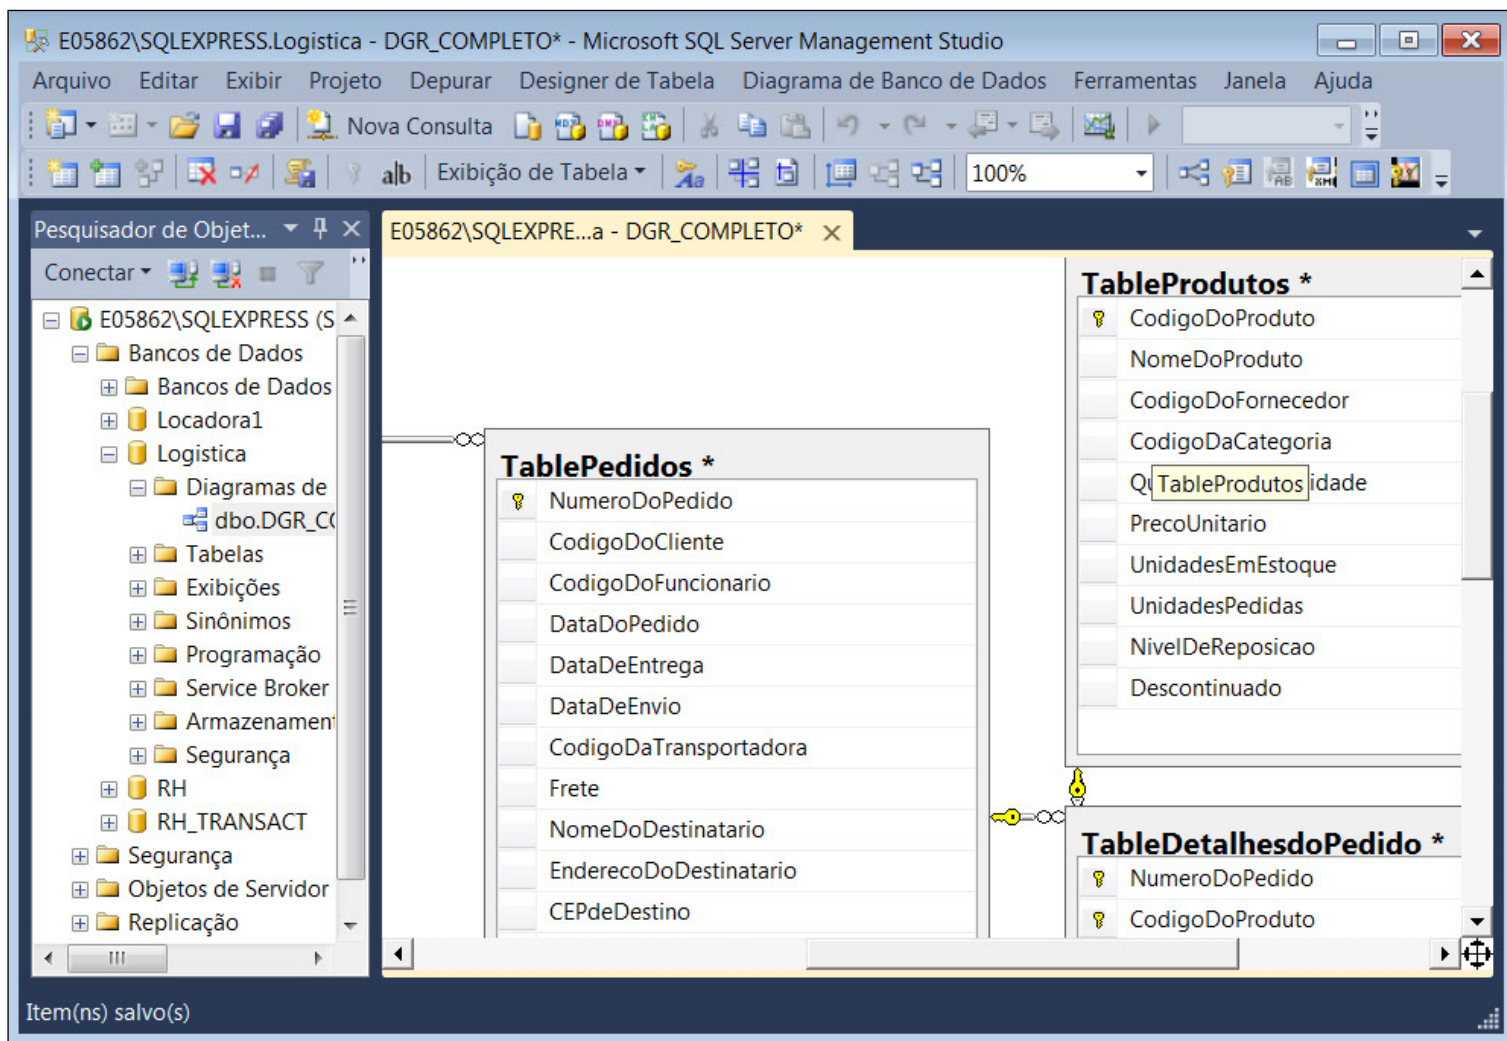 E05862\SQLEXPRESS.Logistica - DGR_COMPLETO* - Microsoft SQL Server Management Studio
Arquivo Editar Exibir Projeto Depurar Designer de Tabela Diagrama de Banco de Dados Ferramentas Janela Ajuda
Nova Consulta
Exibição de Tabela 100%
Pesquisador de Objet...
Conectar
E05862\SQLEXPRESS (S
Bancos de Dados
Bancos de Dados
Locadora1
Logistica
Diagramas de
dbo.DGR_C
Tabelas
Exibições
Sinônimos
Programação
Service Broker
Armazenament
Segurança
RH
RH_TRANSACT
Segurança
Objetos de Servidor
Replicação
E05862\SQLEXPRE...a - DGR_COMPLETO*
TablePedidos *
NumeroDoPedido
CodigoDoCliente
CodigoDoFuncionario
DataDoPedido
DataDeEntrega
DataDeEnvio
CodigoDaTransportadora
Frete
NomeDoDestinatario
EnderecoDoDestinatario
CEPdeDestino
TableProdutos *
CodigoDoProduto
NomeDoProduto
CodigoDoFornecedor
CodigoDaCategoria
Qu TableProdutos idade
PrecoUnitario
UnidadesEmEstoque
UnidadesPedidas
NivelDeReposicao
Descontinuado
TableDetalhesdoPedido *
NumeroDoPedido
CodigoDoProduto
Item(ns) salvo(s)